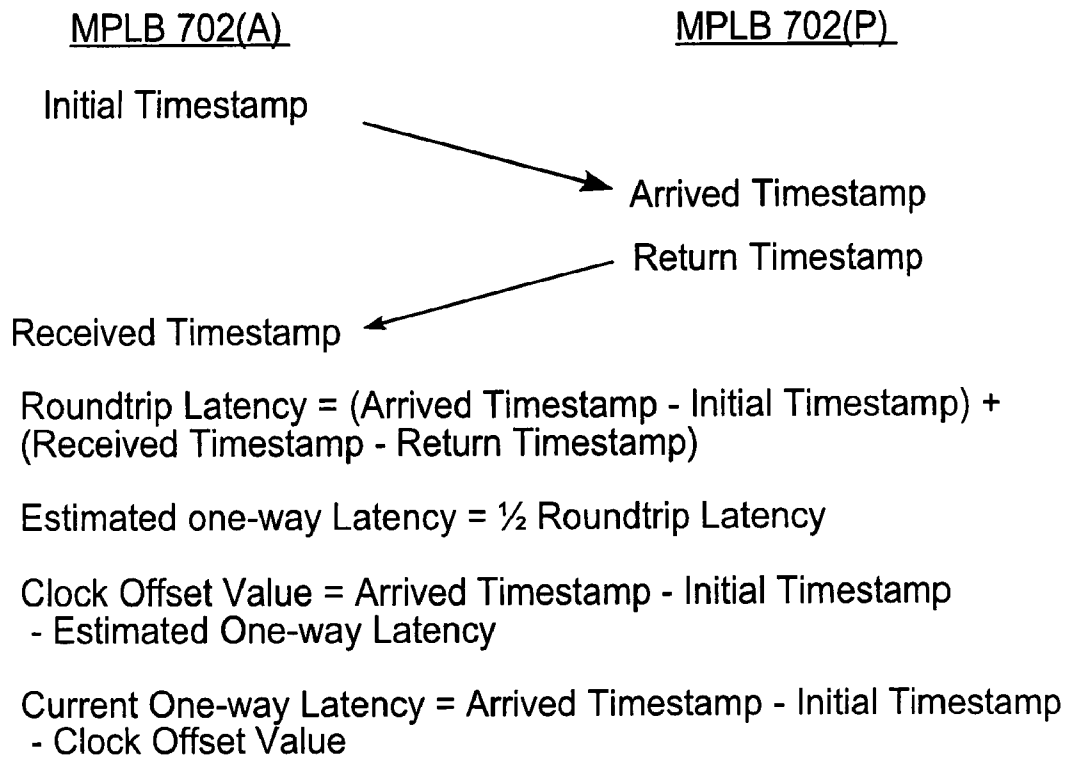 MPLB 702(A)
MPLB 702(P)
Initial Timestamp
Arrived Timestamp
Return Timestamp
Received Timestamp
Roundtrip Latency = (Arrived Timestamp - Initial Timestamp) +
(Received Timestamp - Return Timestamp)
Estimated one-way Latency = ½ Roundtrip Latency
Clock Offset Value = Arrived Timestamp - Initial Timestamp
- Estimated One-way Latency
Current One-way Latency = Arrived Timestamp - Initial Timestamp
- Clock Offset Value